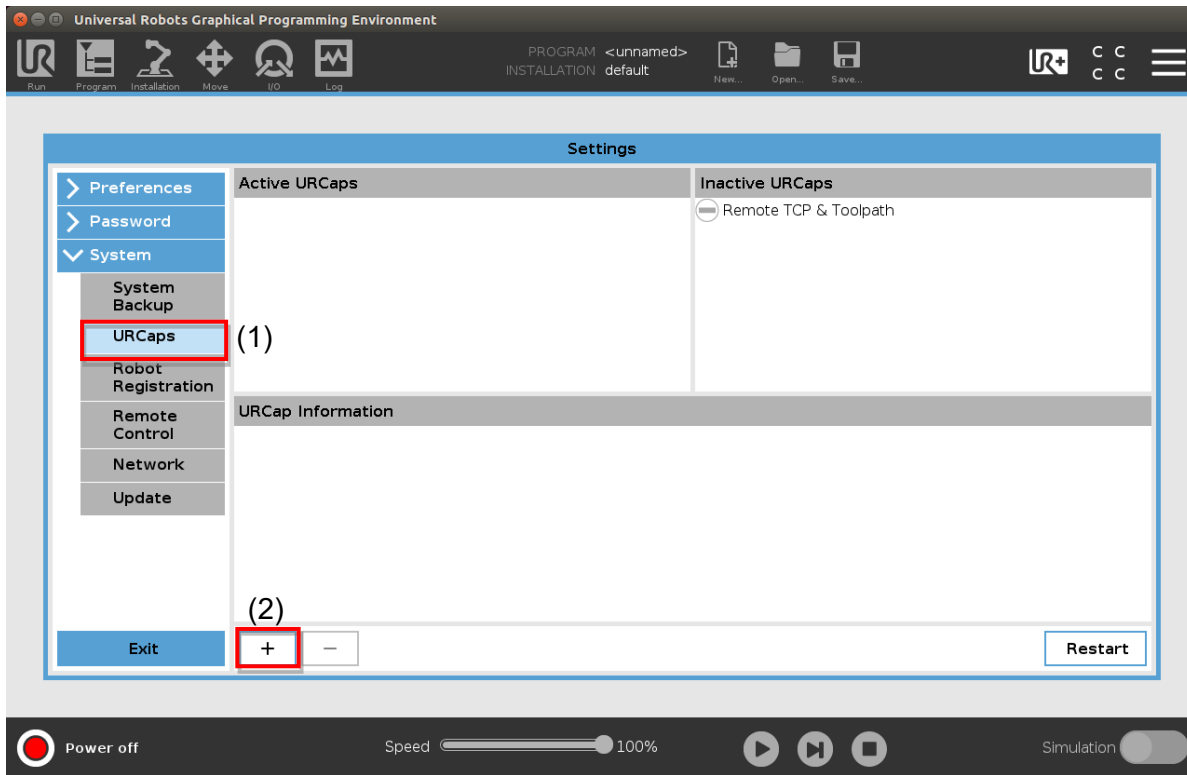 Universal Robots Graphical Programming Environment
UR
Run
Program
Installation
Move
I/O
Log
PROGRAM <unnamed>
INSTALLATION default
New...
Open...
Save...
UR+
C C
C C
Settings
Preferences
Password
System
System
Backup
URCaps
(1)
Robot
Registration
Remote
Control
Network
Update
Exit
Active URCaps
Inactive URCaps
Remote TCP & Toolpath
URCap Information
(2)
+
−
Restart
Power off
Speed
100%
Simulation